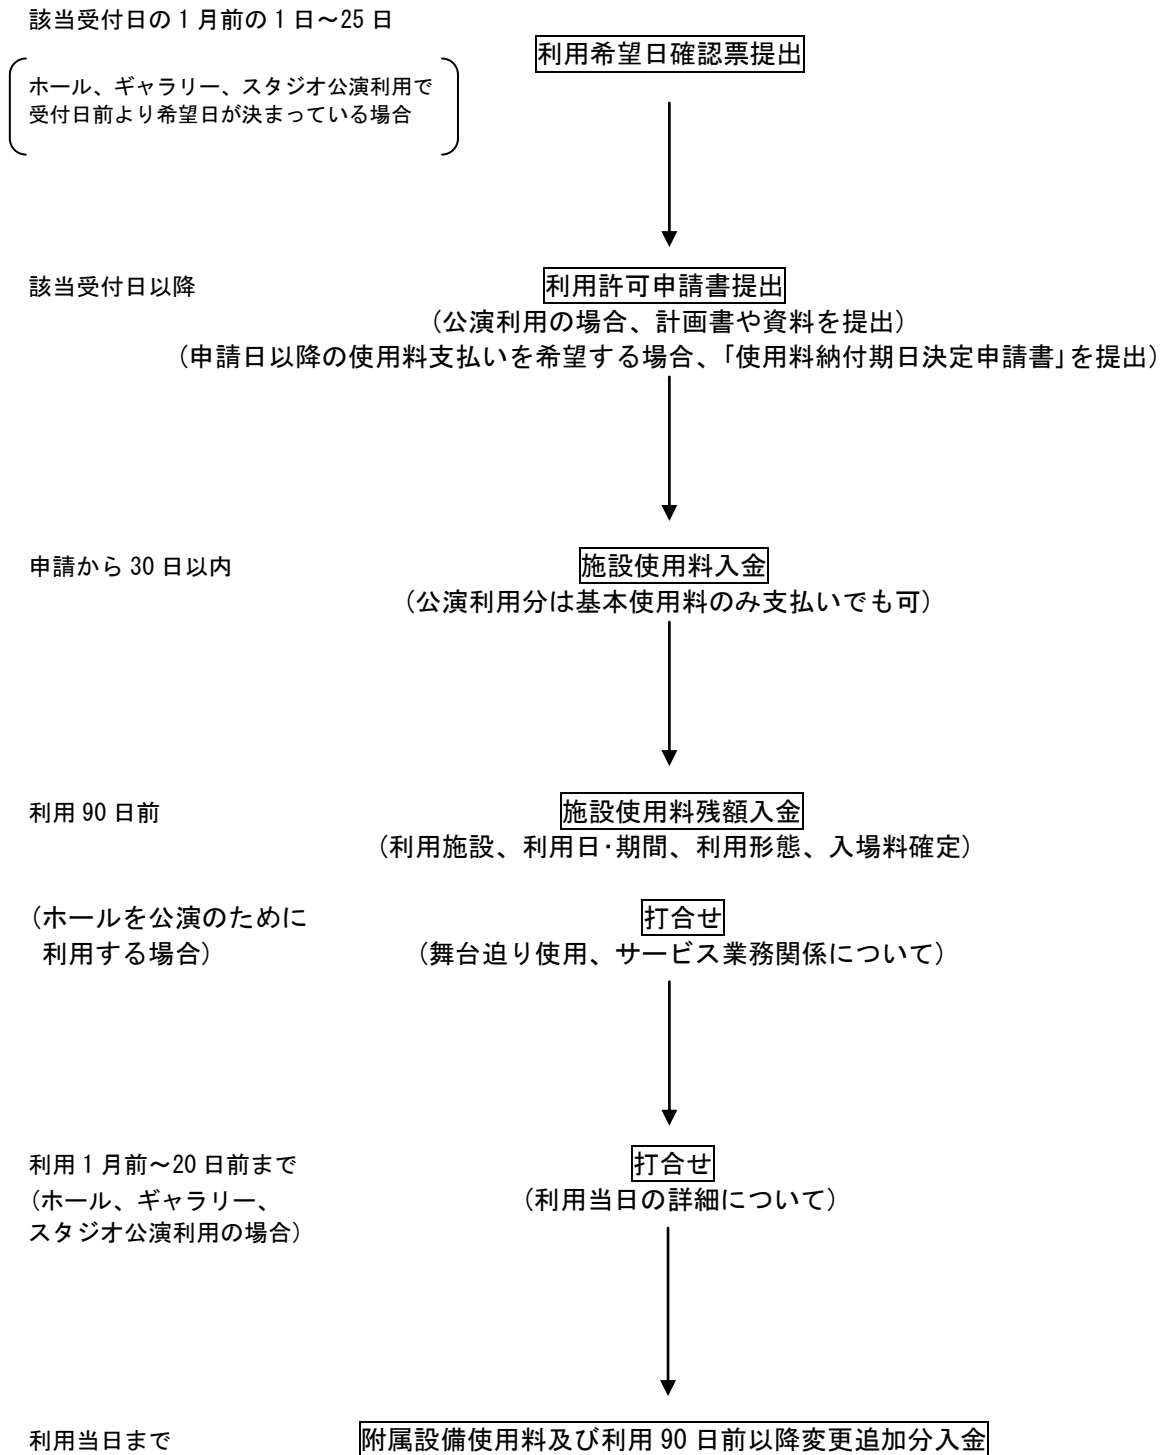 該当受付日の1月前の1日～25日
利用希望日確認票提出
ホール、ギャラリー、スタジオ公演利用で
受付日前より希望日が決まっている場合
該当受付日以降
利用許可申請書提出
（公演利用の場合、計画書や資料を提出）
（申請日以降の使用料支払いを希望する場合、「使用料納付期日決定申請書」を提出）
申請から30日以内
施設使用料入金
（公演利用分は基本使用料のみ支払いでも可）
利用90日前
施設使用料残額入金
（利用施設、利用日・期間、利用形態、入場料確定）
（ホールを公演のために
利用する場合）
打合せ
（舞台迫り使用、サービス業務関係について）
利用1月前～20日前まで
（ホール、ギャラリー、
スタジオ公演利用の場合）
打合せ
（利用当日の詳細について）
利用当日まで
附属設備使用料及び利用90日前以降変更追加分入金